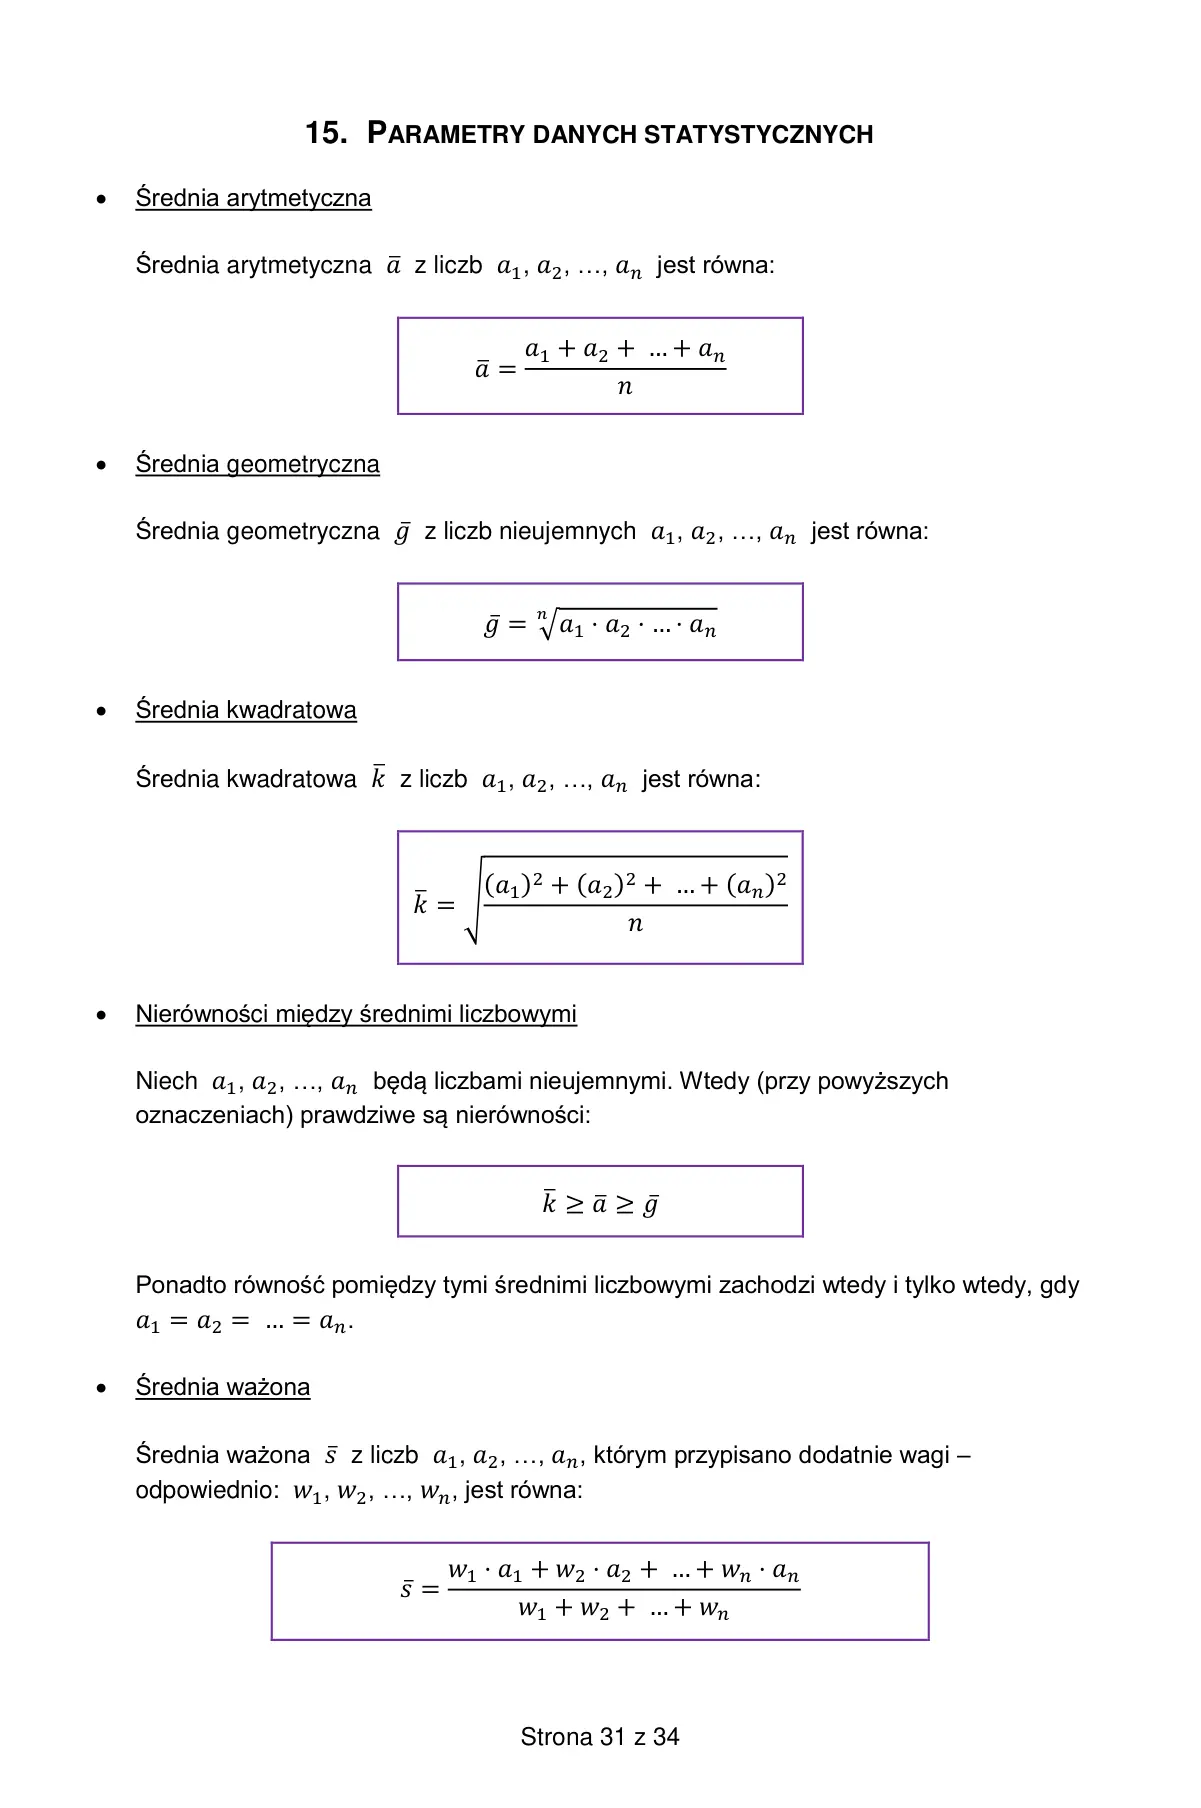 15. PARAMETRY DANYCH STATYSTYCZNYCH
• Średnia arytmetyczna
Średnia arytmetyczna ā z liczb a₁, a₂, …, aₙ jest równa:
ā = (a₁ + a₂ + … + aₙ) / n
• Średnia geometryczna
Średnia geometryczna ḡ z liczb nieujemnych a₁, a₂, …, aₙ jest równa:
ḡ = ⁿ√(a₁ · a₂ · … · aₙ)
• Średnia kwadratowa
Średnia kwadratowa k̄ z liczb a₁, a₂, …, aₙ jest równa:
k̄ = √(((a₁)² + (a₂)² + … + (aₙ)²) / n)
• Nierówności między średnimi liczbowymi
Niech a₁, a₂, …, aₙ będą liczbami nieujemnymi. Wtedy (przy powyższych
oznaczeniach) prawdziwe są nierówności:
k̄ ≥ ā ≥ ḡ
Ponadto równość pomiędzy tymi średnimi liczbowymi zachodzi wtedy i tylko wtedy, gdy
a₁ = a₂ = … = aₙ.
• Średnia ważona
Średnia ważona s̄ z liczb a₁, a₂, …, aₙ, którym przypisano dodatnie wagi –
odpowiednio: w₁, w₂, …, wₙ, jest równa:
s̄ = (w₁ · a₁ + w₂ · a₂ + … + wₙ · aₙ) / (w₁ + w₂ + … + wₙ)
Strona 31 z 34